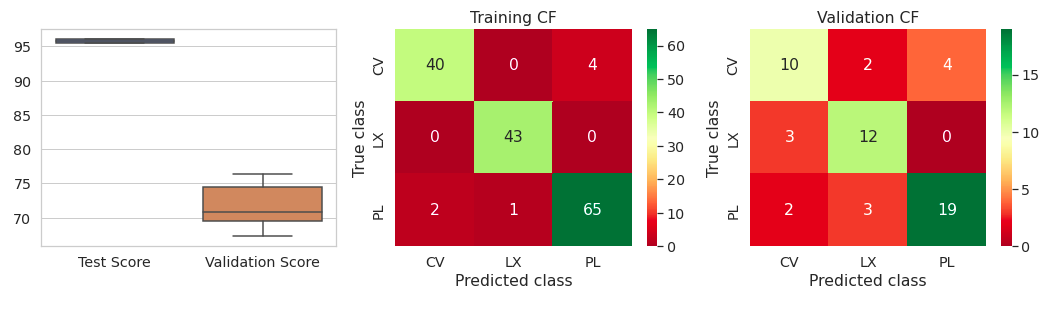 95
90
85
80
75
70
Test Score Validation Score
Training CF
True class
CV
LX
PL
40 0 4
0 43 0
2 1 65
CV LX PL
Predicted class
60
50
40
30
20
10
0
Validation CF
True class
CV
LX
PL
10 2 4
3 12 0
2 3 19
CV LX PL
Predicted class
15
10
5
0